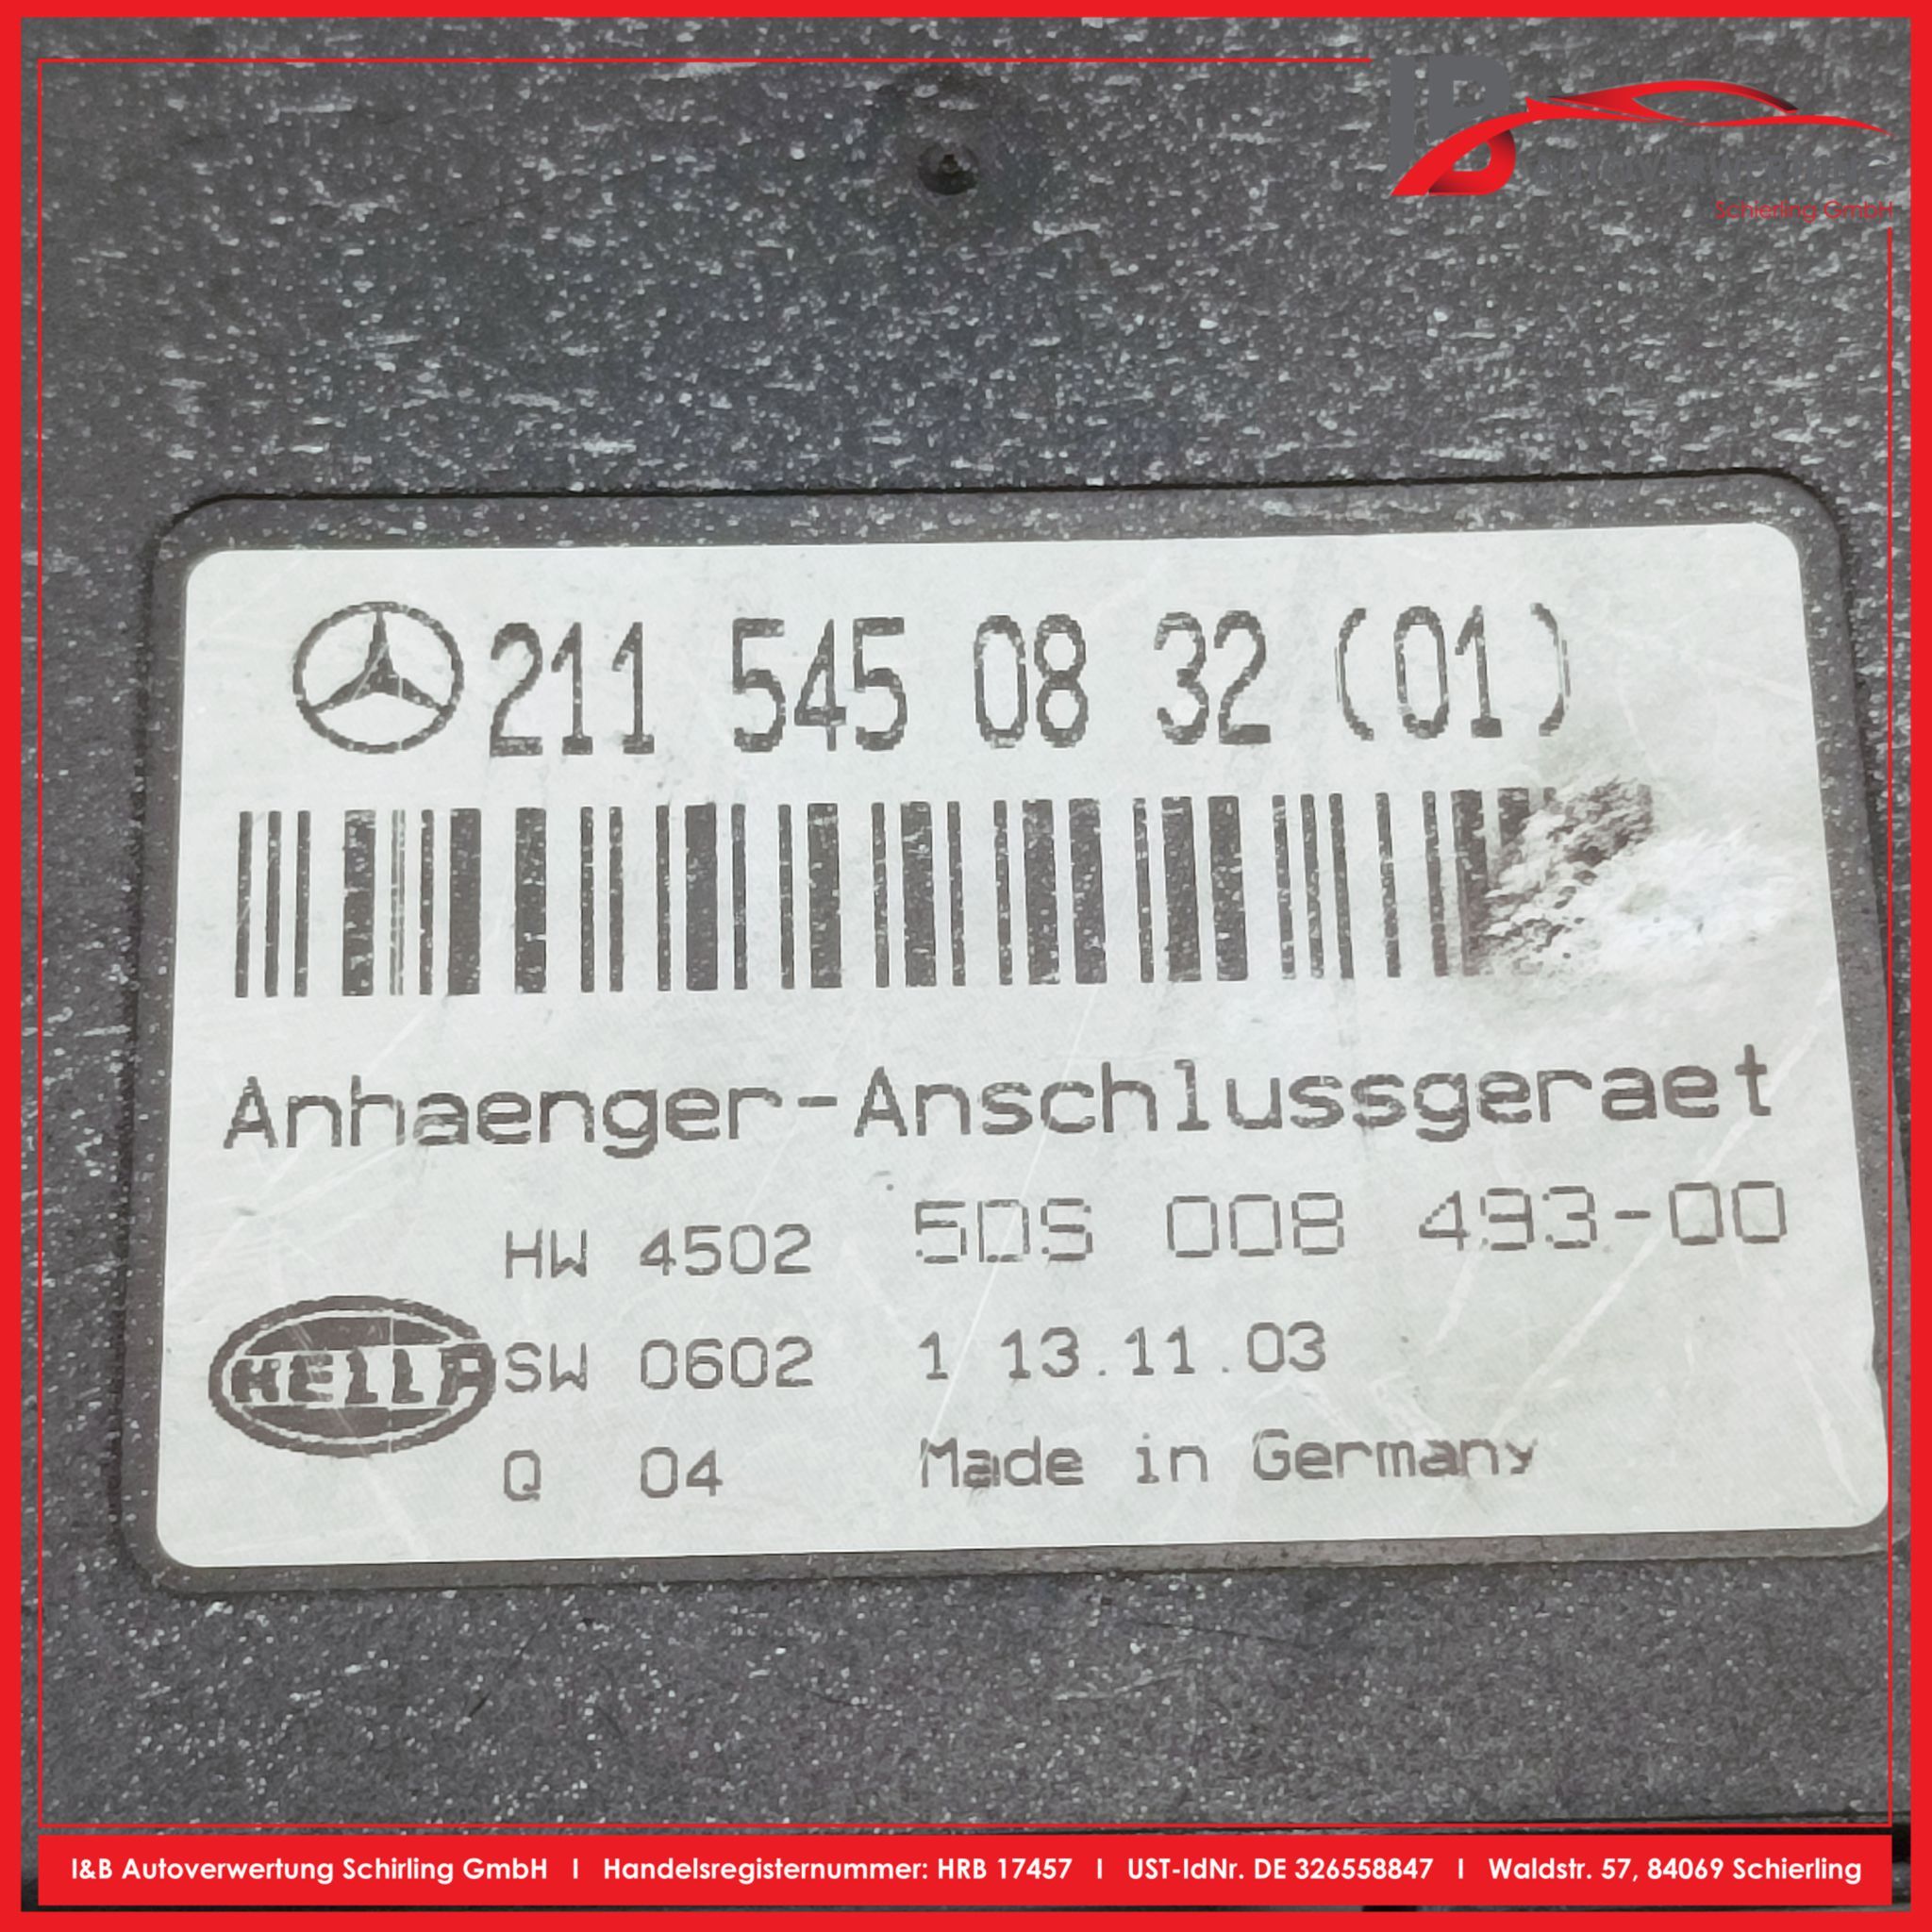 IB
Schierling GmbH
211 545 08 32 (01)
Anhaenger-Anschlussgeraet
HW 4502 5DS 008 493-00
HELLA SW 0602 1 13.11.03
Q 04 Made in Germany
I&B Autoverwertung Schirling GmbH I Handelsregisternummer: HRB 17457 I UST-IdNr. DE 326558847 I Waldstr. 57, 84069 Schierling